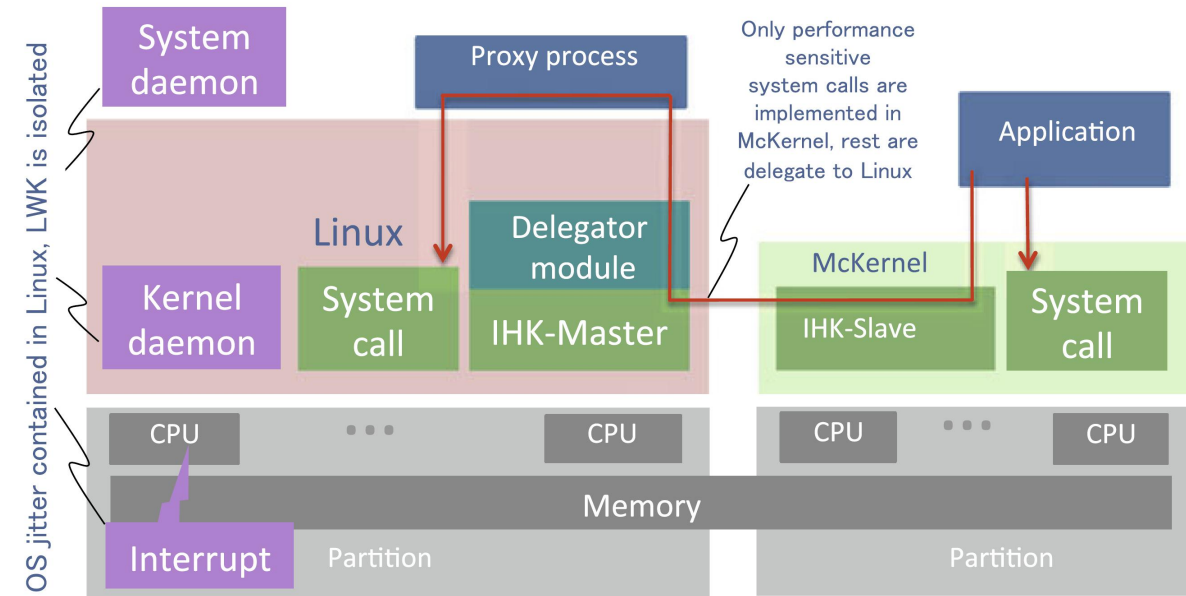 OS jitter contained in Linux, LWK is isolated
System
daemon
Proxy process
Only performance
sensitive
system calls are
implemented in
McKernel, rest are
delegate to Linux
Application
Linux
Delegator
module
McKernel
Kernel
daemon
System
call
IHK-Master
IHK-Slave
System
call
CPU
...
CPU
CPU
...
CPU
Memory
Interrupt
Partition
Partition